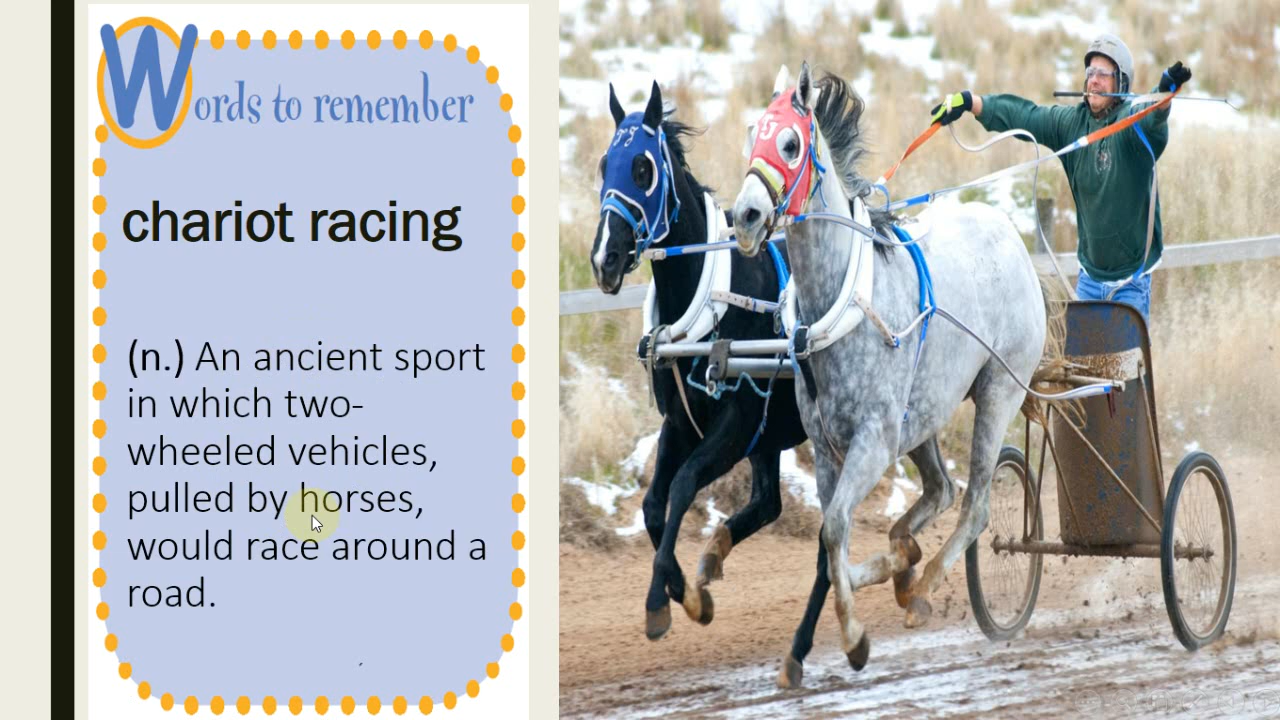 Words to remember
chariot racing
(n.) An ancient sport
in which two-
wheeled vehicles,
pulled by horses,
would race around a
road.